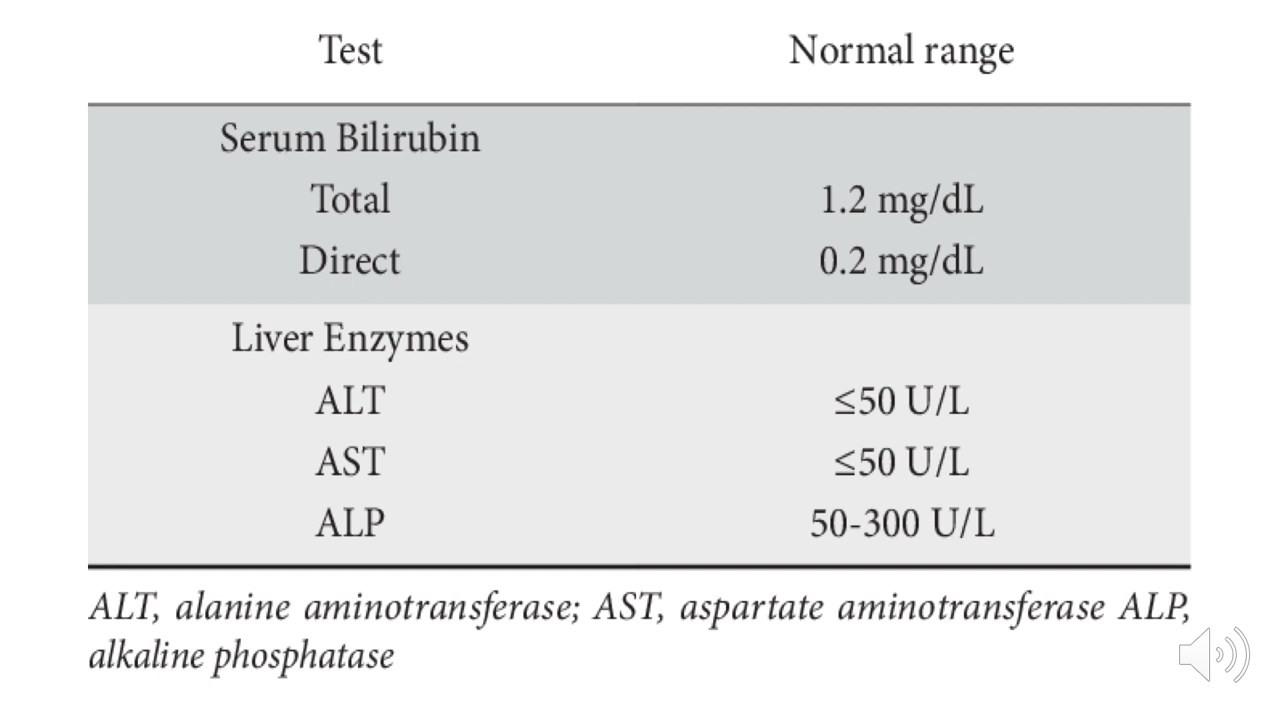 Test Normal range
Serum Bilirubin
Total 1.2 mg/dL
Direct 0.2 mg/dL
Liver Enzymes
ALT ≤50 U/L
AST ≤50 U/L
ALP 50-300 U/L
ALT, alanine aminotransferase; AST, aspartate aminotransferase ALP,
alkaline phosphatase